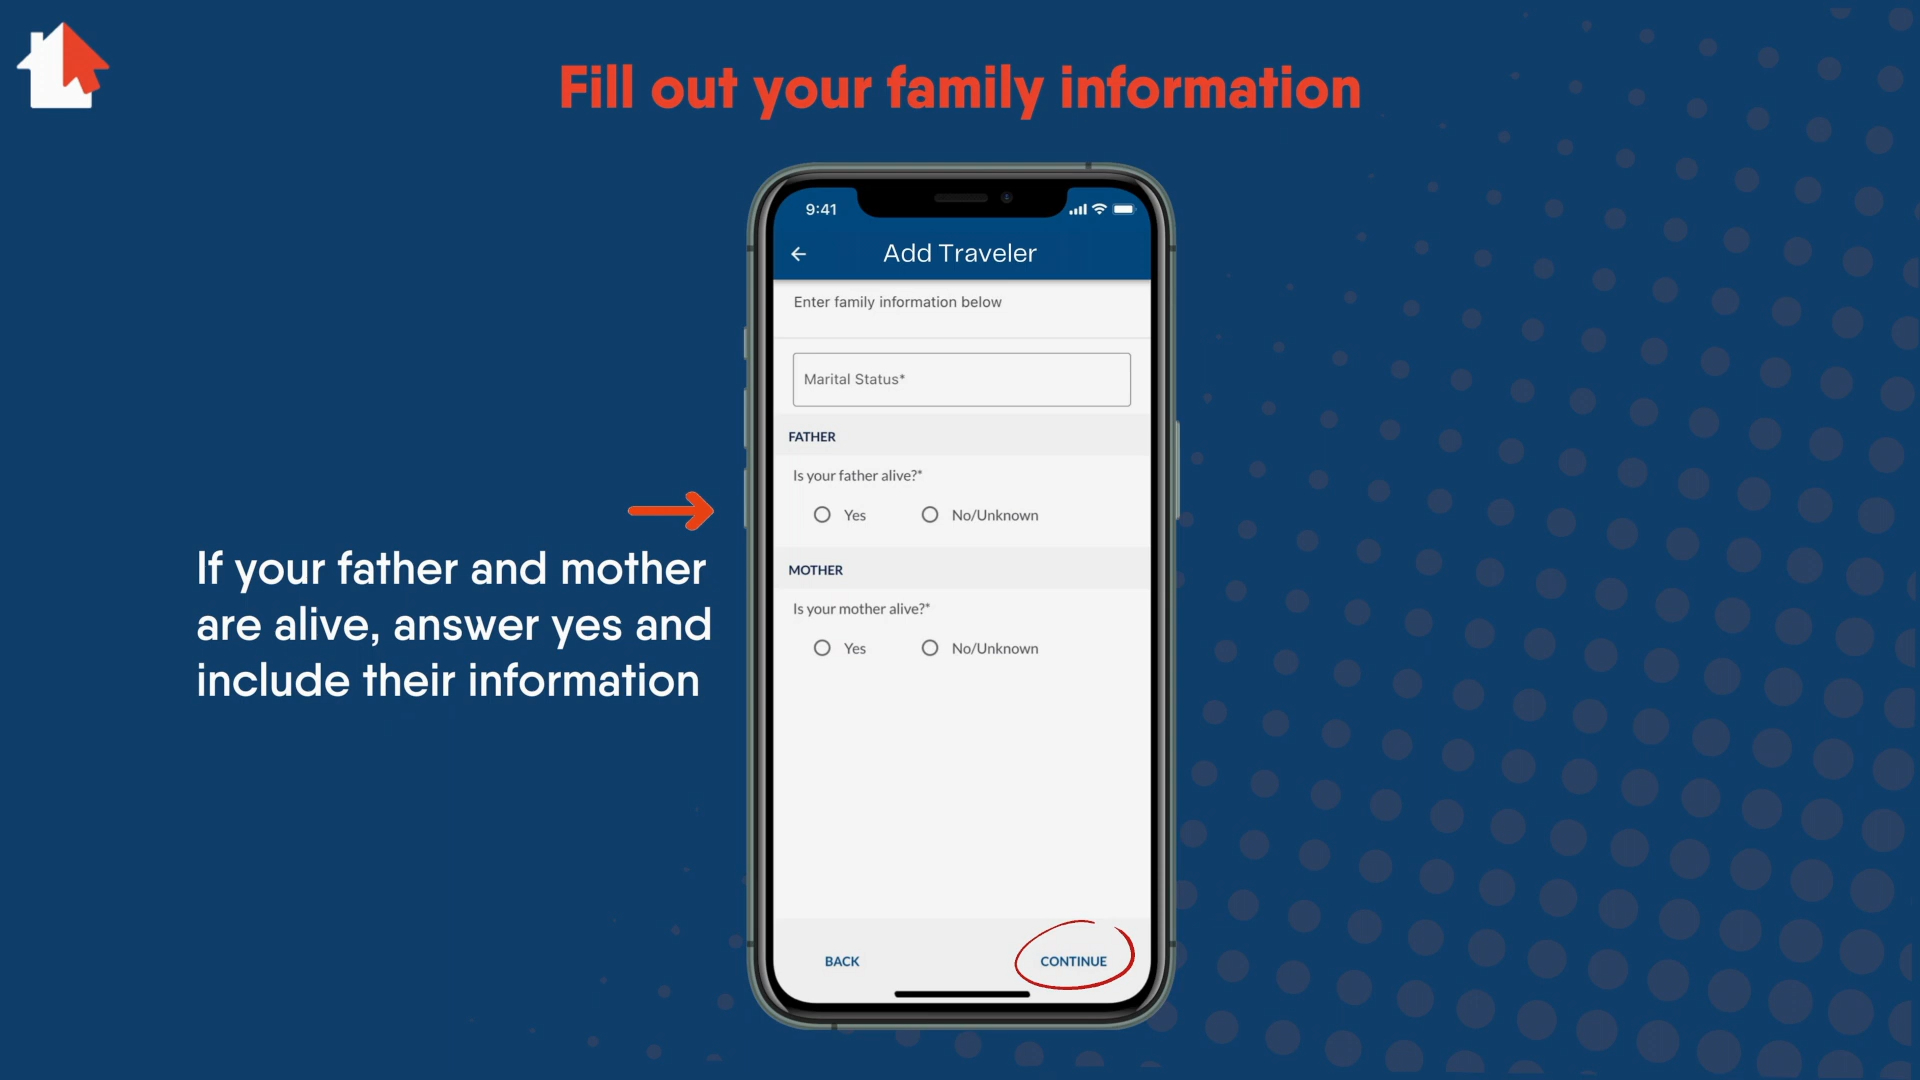 Fill out your family information
9:41
Add Traveler
Enter family information below
Marital Status*
FATHER
Is your father alive?*
Yes No/Unknown
If your father and mother
are alive, answer yes and
include their information
MOTHER
Is your mother alive?*
Yes No/Unknown
BACK CONTINUE